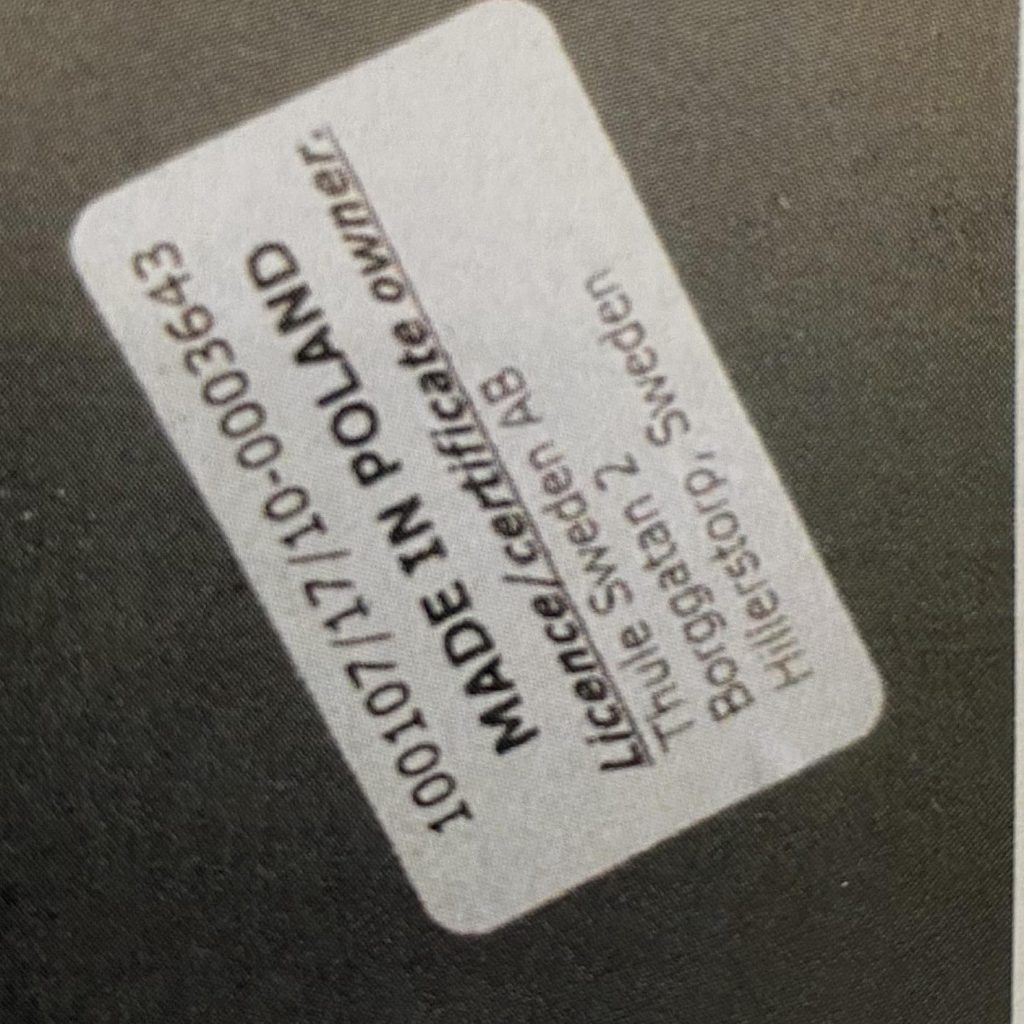 100107/17/10-0003643
MADE IN POLAND
Licence/certificate owner:
Thule Sweden AB
Borggatan 2
Hillerstorp, Sweden